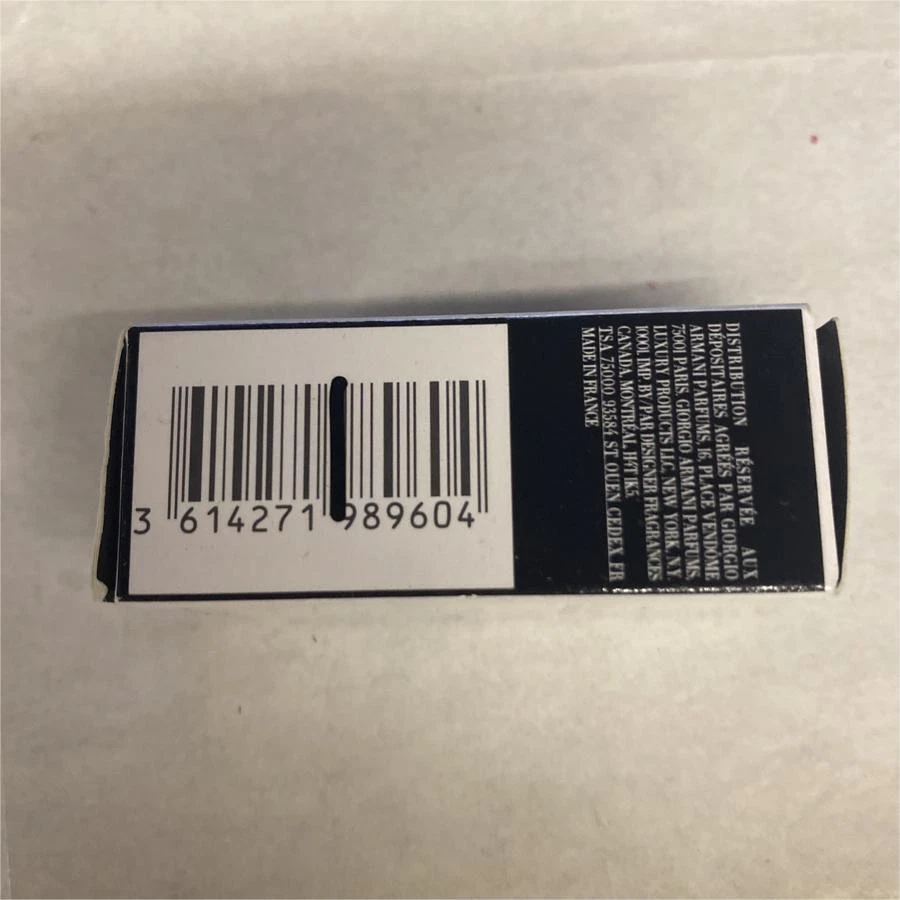 3 614271 989604
DISTRIBUTION RÉSERVÉE AUX
DÉPOSITAIRES AGRÉÉS PAR GIORGIO
ARMANI PARFUMS, 16, PLACE VENDÔME
75001 PARIS, GIORGIO ARMANI PARFUMS,
LUXURY PRODUCTS LLC, NEW YORK, N.Y.
10001. IMP. BY/PAR DESIGNER FRAGRANCES
CANADA, MONTRÉAL, H4T 1K5
TSA 75000 93584 ST OUEN CEDEX FR
MADE IN FRANCE